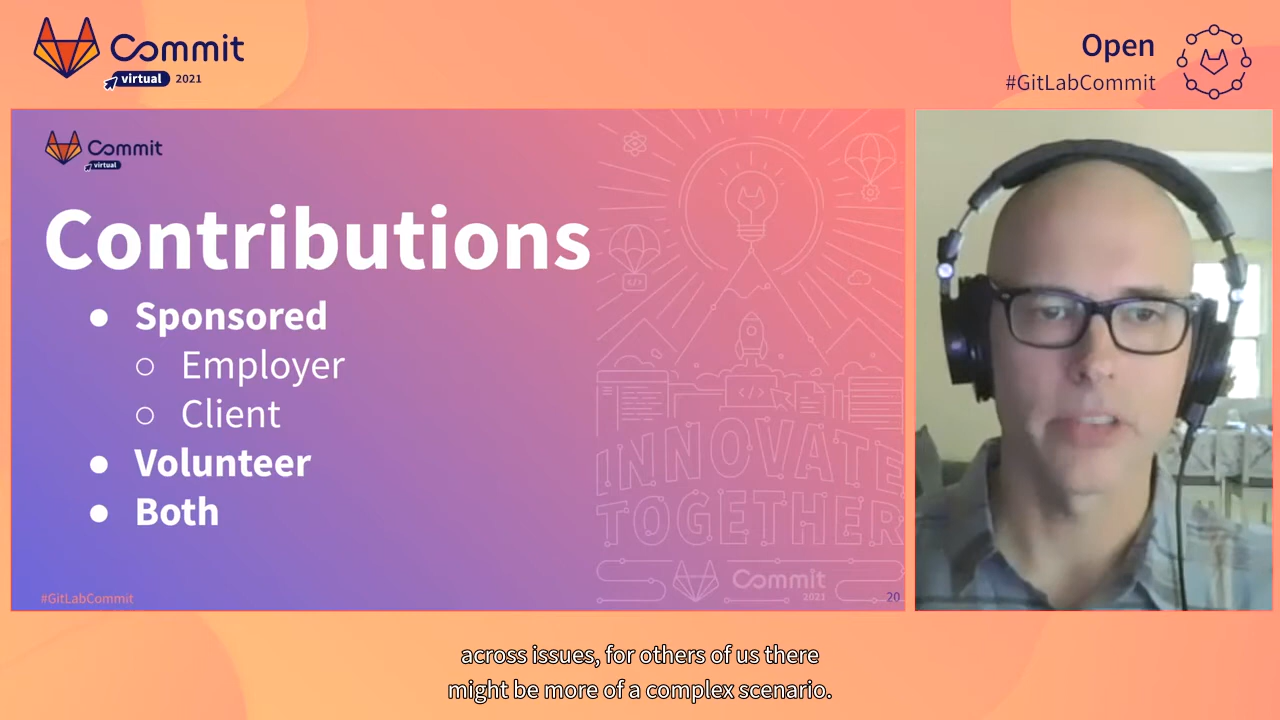 Commit
virtual 2021
Open
#GitLabCommit
Commit
virtual
Contributions
● Sponsored
○ Employer
○ Client
● Volunteer
● Both
</>
</>
INNOVATE
TOGETHER
Commit
2021
#GitLabCommit
20
across issues, for others of us there
might be more of a complex scenario.